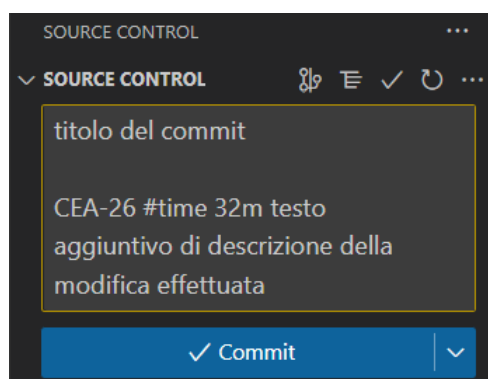 SOURCE CONTROL
SOURCE CONTROL
titolo del commit
CEA-26 #time 32m testo
aggiuntivo di descrizione della
modifica effettuata
Commit